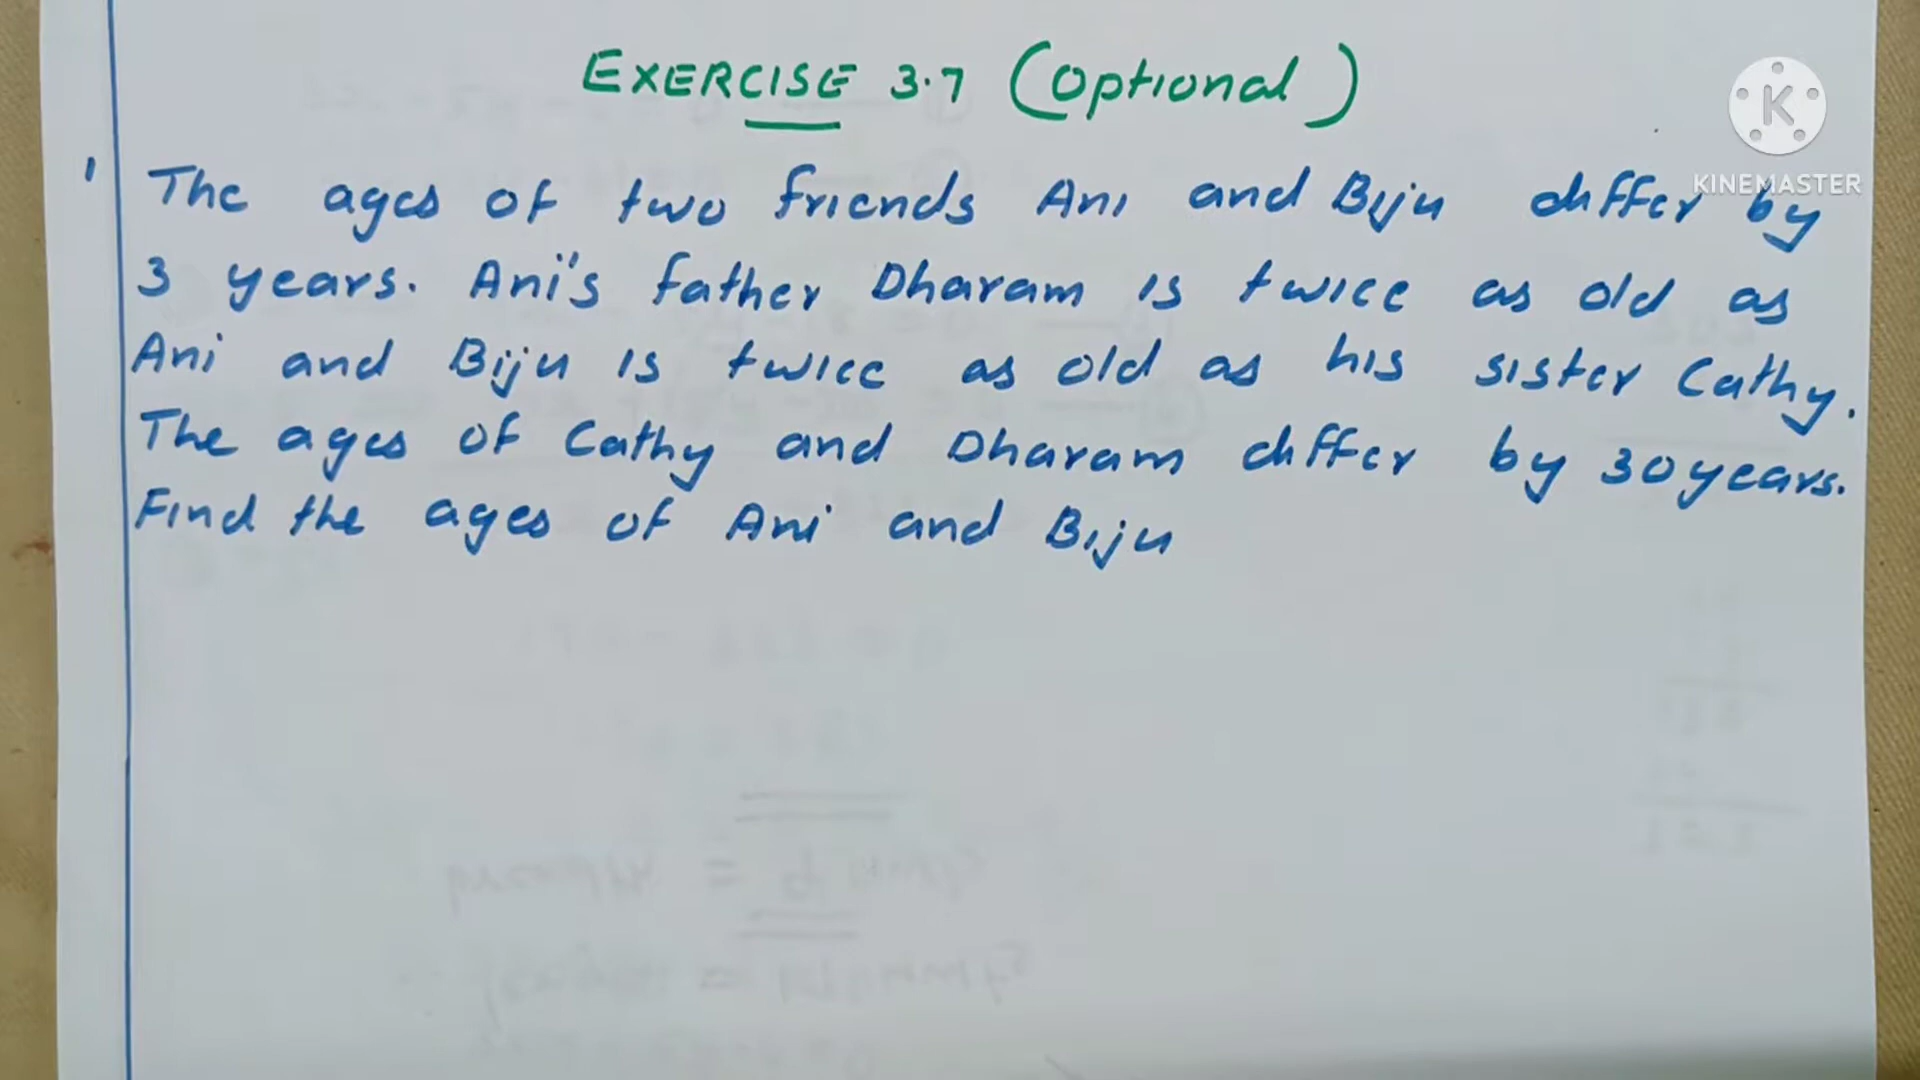 EXERCISE 3.7 (Optional)
K
KINEMASTER
1 The ages of two friends Ani and Biju differ by
3 years. Ani's father Dharam is twice as old as
Ani and Biju is twice as old as his sister Cathy.
The ages of Cathy and Dharam differ by 30 years.
Find the ages of Ani and Biju